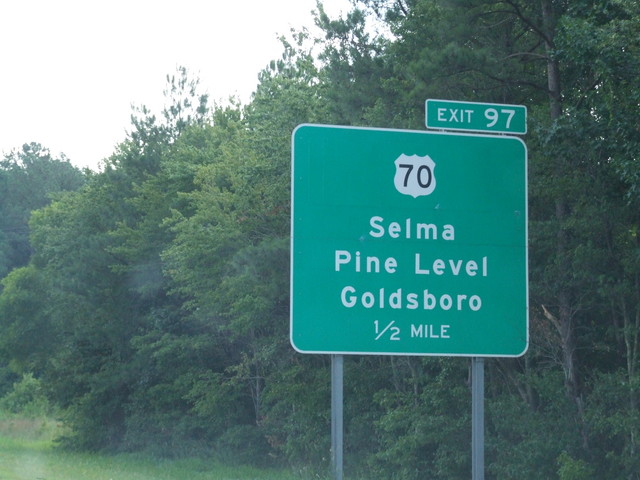 EXIT 97
70
Selma
Pine Level
Goldsboro
1/2 MILE